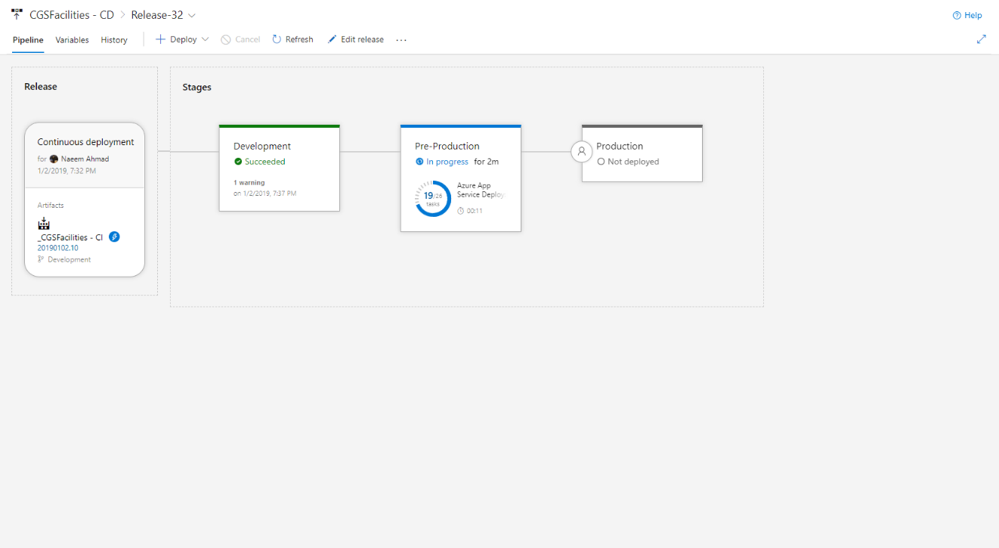 CGSFacilities - CD > Release-32
Help
Pipeline Variables History Deploy Cancel Refresh Edit release ...
Release
Continuous deployment
for Naeem Ahmad
1/2/2019, 7:32 PM
Artifacts
_CGSFacilities - CI
20190102.10
Development
Stages
Development
Succeeded
1 warning
on 1/2/2019, 7:37 PM
Pre-Production
In progress for 2m
19/26
tasks
Azure App
Service Deploy
00:11
Production
Not deployed